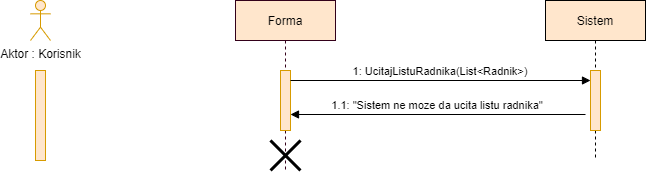 Forma
Sistem
Aktor : Korisnik
1: UcitajListuRadnika(List<Radnik>)
1.1: "Sistem ne moze da ucita listu radnika"